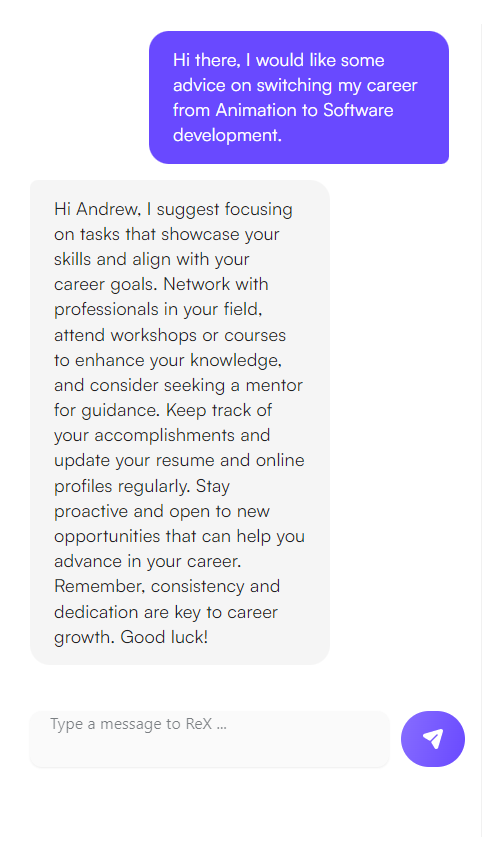 Hi there, I would like some
advice on switching my career
from Animation to Software
development.
Hi Andrew, I suggest focusing
on tasks that showcase your
skills and align with your
career goals. Network with
professionals in your field,
attend workshops or courses
to enhance your knowledge,
and consider seeking a mentor
for guidance. Keep track of
your accomplishments and
update your resume and online
profiles regularly. Stay
proactive and open to new
opportunities that can help you
advance in your career.
Remember, consistency and
dedication are key to career
growth. Good luck!
Type a message to ReX ...